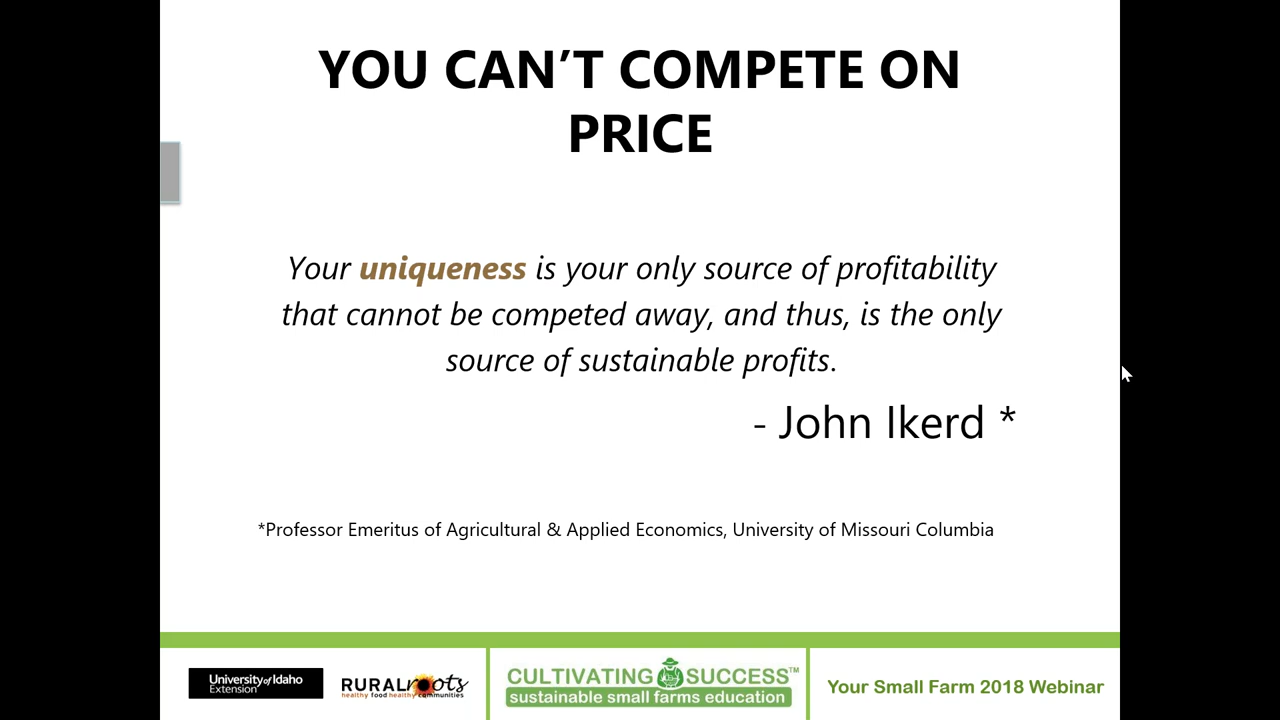 YOU CAN’T COMPETE ON
PRICE
Your uniqueness is your only source of profitability
that cannot be competed away, and thus, is the only
source of sustainable profits.
- John Ikerd *
*Professor Emeritus of Agricultural & Applied Economics, University of Missouri Columbia
University of Idaho
Extension
RURAL roots
healthy food healthy communities
CULTIVATING SUCCESS™
sustainable small farms education
Your Small Farm 2018 Webinar